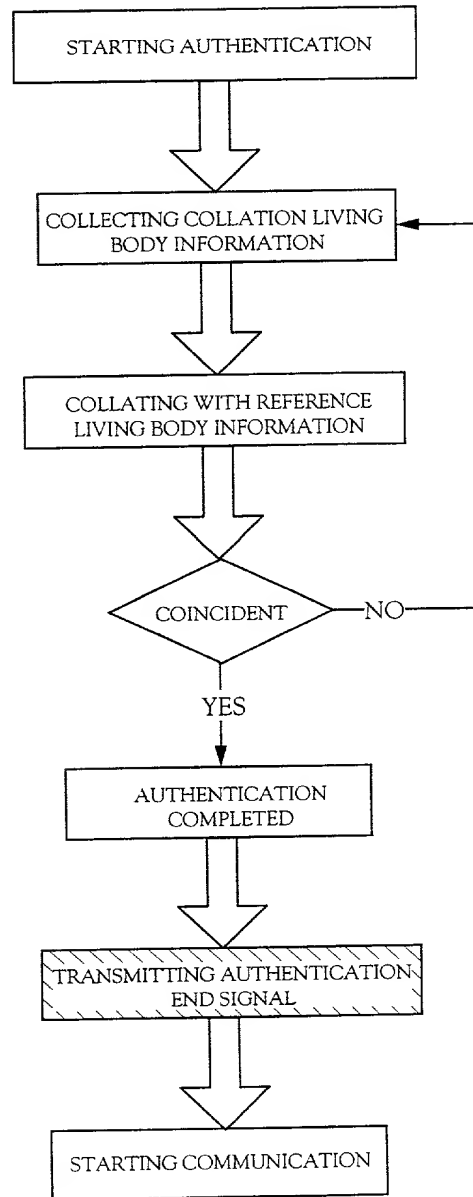 STARTING AUTHENTICATION
COLLECTING COLLATION LIVING
BODY INFORMATION
COLLATING WITH REFERENCE
LIVING BODY INFORMATION
COINCIDENT
NO
YES
AUTHENTICATION
COMPLETED
TRANSMITTING AUTHENTICATION
END SIGNAL
STARTING COMMUNICATION